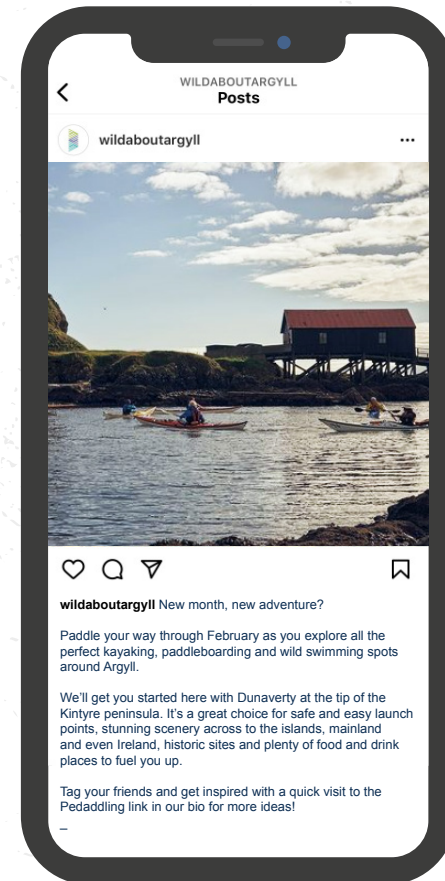 WILDABOUTARGYLL
Posts
wildaboutargyll
wildaboutargyll New month, new adventure?
Paddle your way through February as you explore all the
perfect kayaking, paddleboarding and wild swimming spots
around Argyll.
We’ll get you started here with Dunaverty at the tip of the
Kintyre peninsula. It’s a great choice for safe and easy launch
points, stunning scenery across to the islands, mainland
and even Ireland, historic sites and plenty of food and drink
places to fuel you up.
Tag your friends and get inspired with a quick visit to the
Pedaddling link in our bio for more ideas!
_